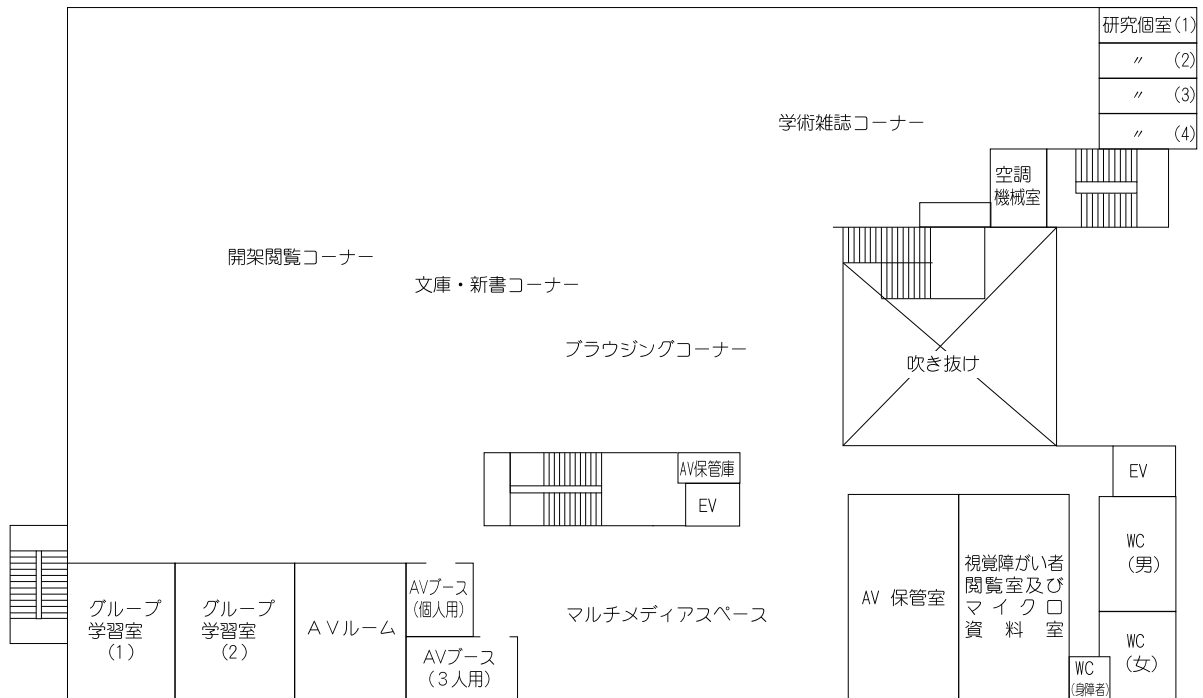 研究個室(1)
〃 (2)
〃 (3)
〃 (4)
学術雑誌コーナー
空調
機械室
開架閲覧コーナー
文庫・新書コーナー
ブラウジングコーナー
吹き抜け
AV保管庫
EV
EV
グループ
学習室
(1)
グループ
学習室
(2)
AVルーム
AVブース
(個人用)
AVブース
(3人用)
マルチメディアスペース
AV 保管室
視覚障がい者
閲覧室及び
マイクロ
資料室
WC
(男)
WC
(女)
WC
(身障者)